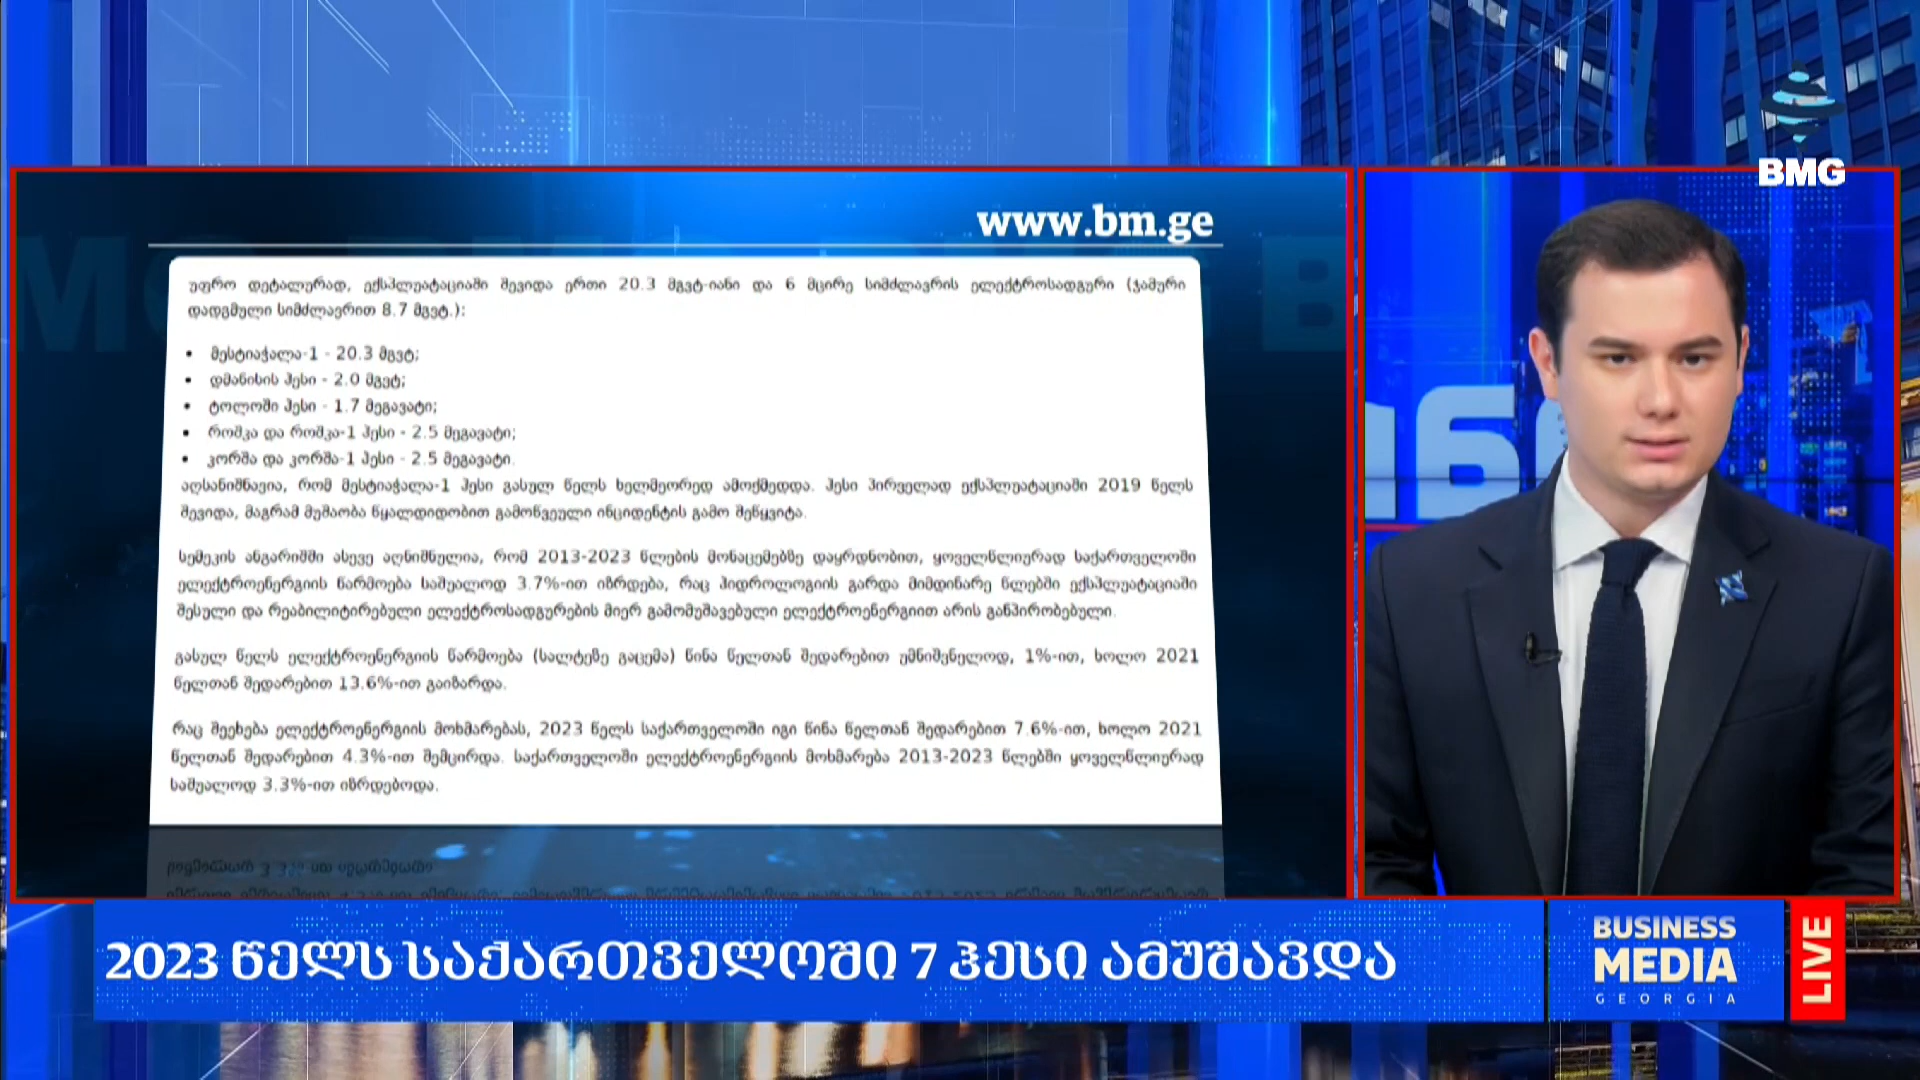 BMG
www.bm.ge
უფრო დეტალურად, ექსპლუატაციაში შევიდა ერთი 20.3 მგვტ-იანი და 6 მცირე სიმძლავრის ელექტროსადგური (ჯამური
დადგმული სიმძლავრით 8.7 მგვტ.):
• მესტიაჭალა-1 - 20.3 მგვტ;
• დმანისის ჰესი - 2.0 მგვტ;
• ტოლოში ჰესი - 1.7 მეგავატი;
• როშკა და როშკა-1 ჰესი - 2.5 მეგავატი;
• კორშა და კორშა-1 ჰესი - 2.5 მეგავატი.
აღსანიშნავია, რომ მესტიაჭალა-1 ჰესი გასულ წელს ხელმეორედ ამოქმედდა. ჰესი პირველად ექსპლუატაციაში 2019 წელს
შევიდა, მაგრამ მუშაობა წყალდიდობით გამოწვეული ინციდენტის გამო შეწყვიტა.
სემეკის ანგარიშში ასევე აღნიშნულია, რომ 2013-2023 წლების მონაცემებზე დაყრდნობით, ყოველწლიურად საქართველოში
ელექტროენერგიის წარმოება საშუალოდ 3.7%-ით იზრდება, რაც ჰიდროლოგიის გარდა მიმდინარე წლებში ექსპლუატაციაში
შესული და რეაბილიტირებული ელექტროსადგურების მიერ გამომუშავებული ელექტროენერგიით არის განპირობებული.
გასულ წელს ელექტროენერგიის წარმოება (სალტეზე გაცემა) წინა წელთან შედარებით უმნიშვნელოდ, 1%-ით, ხოლო 2021
წელთან შედარებით 13.6%-ით გაიზარდა.
რაც შეეხება ელექტროენერგიის მოხმარებას, 2023 წელს საქართველოში იგი წინა წელთან შედარებით 7.6%-ით, ხოლო 2021
წელთან შედარებით 4.3%-ით შემცირდა. საქართველოში ელექტროენერგიის მოხმარება 2013-2023 წლებში ყოველწლიურად
საშუალოდ 3.3%-ით იზრდებოდა.
2023 წელს საქართველოში 7 ჰესი ამუშავდა
BUSINESS
MEDIA
GEORGIA
LIVE